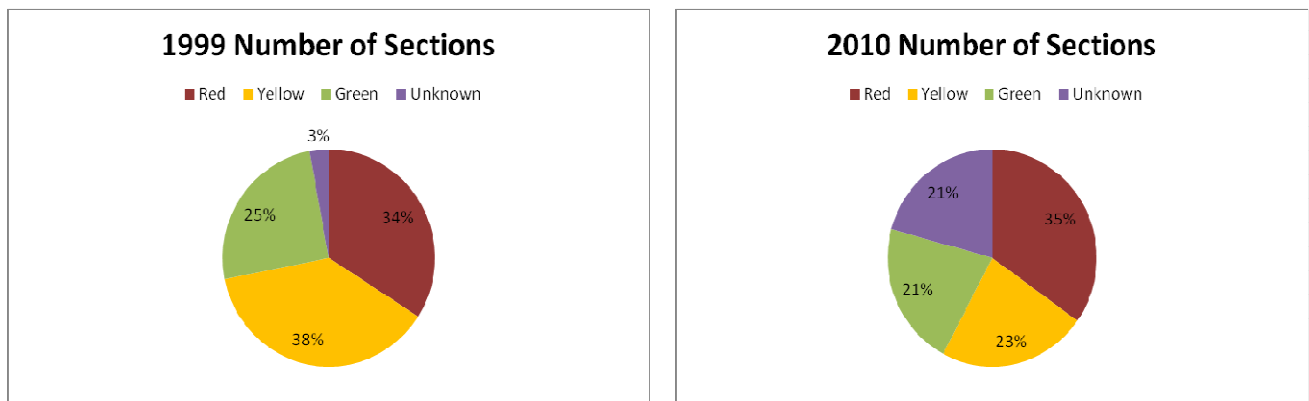 1999 Number of Sections
Red Yellow Green Unknown
3%
34%
25%
38%
2010 Number of Sections
Red Yellow Green Unknown
21%
35%
21%
23%